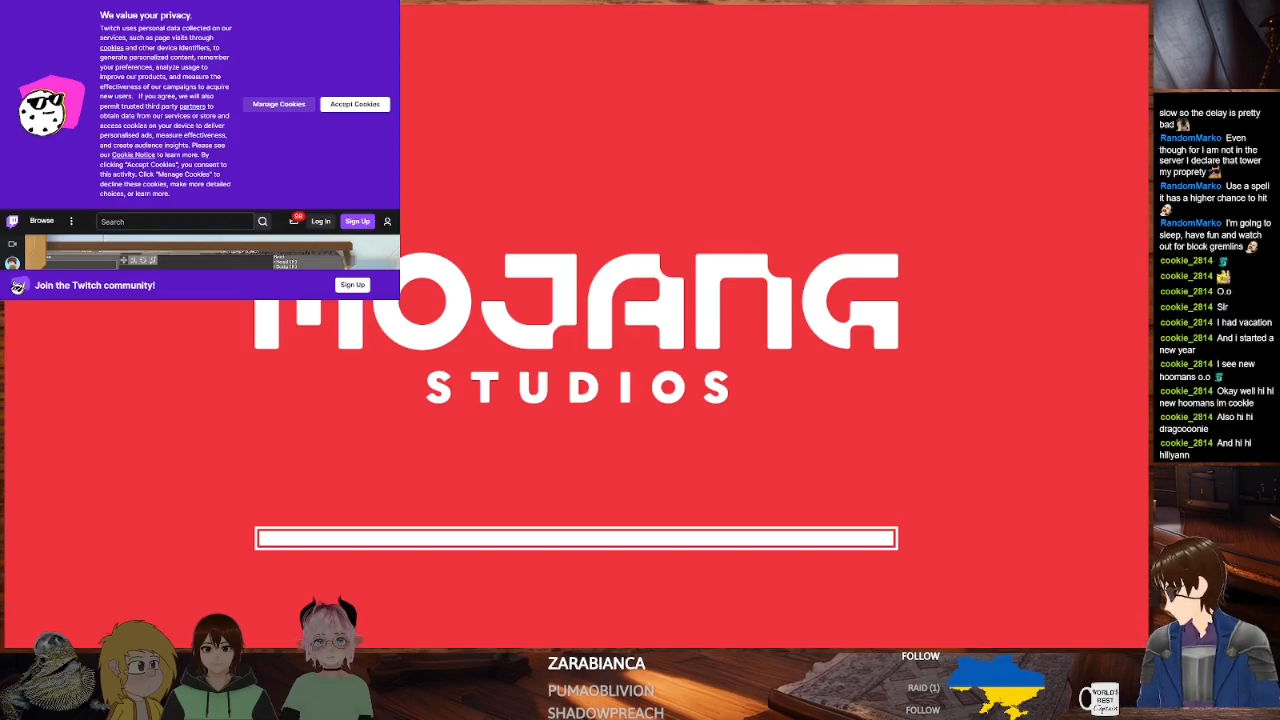 We value your privacy.
Twitch uses personal data collected on our
services, such as page visits through
cookies and other device identifiers, to
generate personalized content, remember
your preferences, analyze usage to
improve our products, and measure the
effectiveness of our campaigns to acquire
new users. If you agree, we will also
permit trusted third party partners to
obtain data from our services or store and
access cookies on your device to deliver
personalised ads, measure effectiveness,
and create audience insights. Please see
our Cookie Notice to learn more. By
clicking "Accept Cookies", you consent to
this activity. Click "Manage Cookies" to
decline these cookies, make more detailed
choices, or learn more.
Manage Cookies
Accept Cookies
Browse
Search
98
Log In
Sign Up
Join the Twitch community!
Sign Up
MOJANG
STUDIOS
slow so the delay is pretty
bad
RandomMarko Even
though for I am not in the
server I declare that tower
my proprety
RandomMarko Use a spell
it has a higher chance to hit
RandomMarko I'm going to
sleep, have fun and watch
out for block gremlins
cookie_2814
cookie_2814
cookie_2814 O.o
cookie_2814 Sir
cookie_2814 I had vacation
cookie_2814 And i started a
new year
cookie_2814 I see new
hoomans o.o
cookie_2814 Okay well hi hi
new hoomans im cookie
cookie_2814 Also hi hi
dragooonie
cookie_2814 And hi hi
hillyann
ZARABIANCA
FOLLOW
PUMAOBLIVION
RAID (1)
SHADOWPREACH
FOLLOW
WORLD'S
BEST
Captain